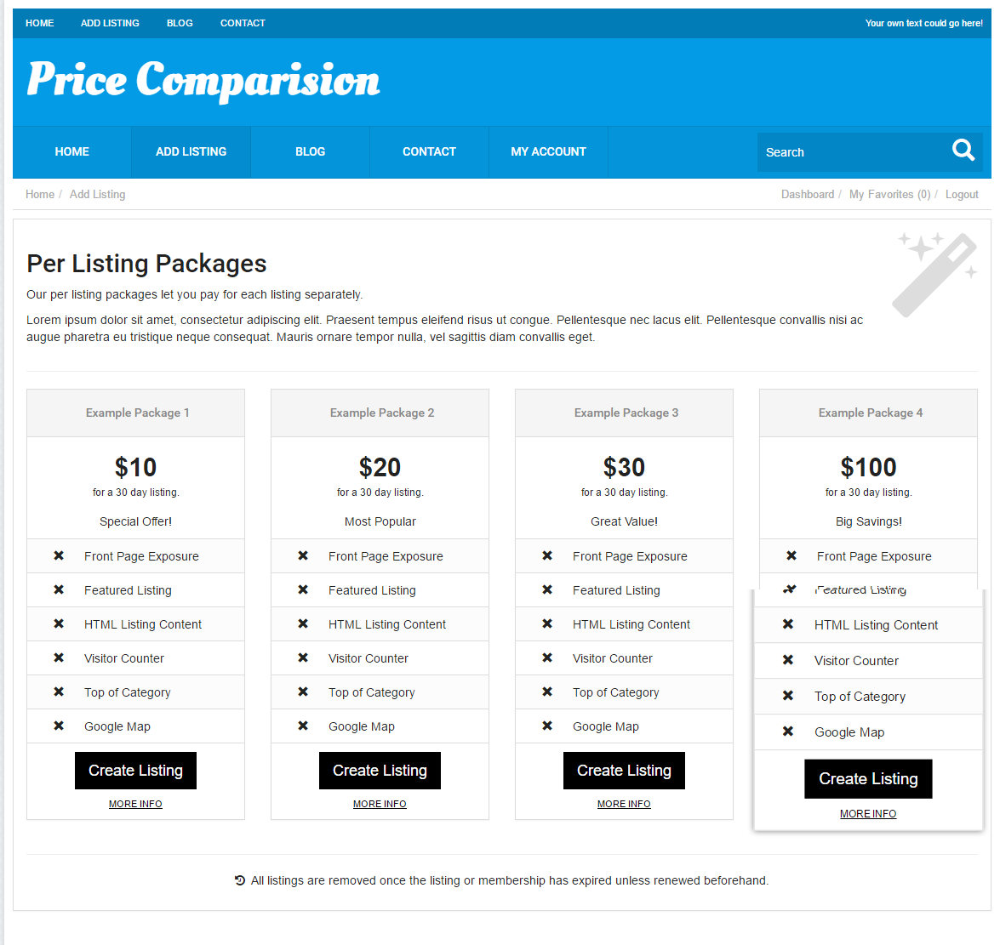 HOME ADD LISTING BLOG CONTACT Your own text could go here!
Price Comparision
HOME ADD LISTING BLOG CONTACT MY ACCOUNT Search
Home / Add Listing Dashboard / My Favorites (0) / Logout
Per Listing Packages
Our per listing packages let you pay for each listing separately.
Lorem ipsum dolor sit amet, consectetur adipiscing elit. Praesent tempus eleifend risus ut congue. Pellentesque nec lacus elit. Pellentesque convallis nisi ac
augue pharetra eu tristique neque consequat. Mauris ornare tempor nulla, vel sagittis diam convallis eget.
Example Package 1
$10
for a 30 day listing.
Special Offer!
Front Page Exposure
Featured Listing
HTML Listing Content
Visitor Counter
Top of Category
Google Map
Create Listing
MORE INFO
Example Package 2
$20
for a 30 day listing.
Most Popular
Front Page Exposure
Featured Listing
HTML Listing Content
Visitor Counter
Top of Category
Google Map
Create Listing
MORE INFO
Example Package 3
$30
for a 30 day listing.
Great Value!
Front Page Exposure
Featured Listing
HTML Listing Content
Visitor Counter
Top of Category
Google Map
Create Listing
MORE INFO
Example Package 4
$100
for a 30 day listing.
Big Savings!
Front Page Exposure
Featured Listing
HTML Listing Content
Visitor Counter
Top of Category
Google Map
Create Listing
MORE INFO
All listings are removed once the listing or membership has expired unless renewed beforehand.